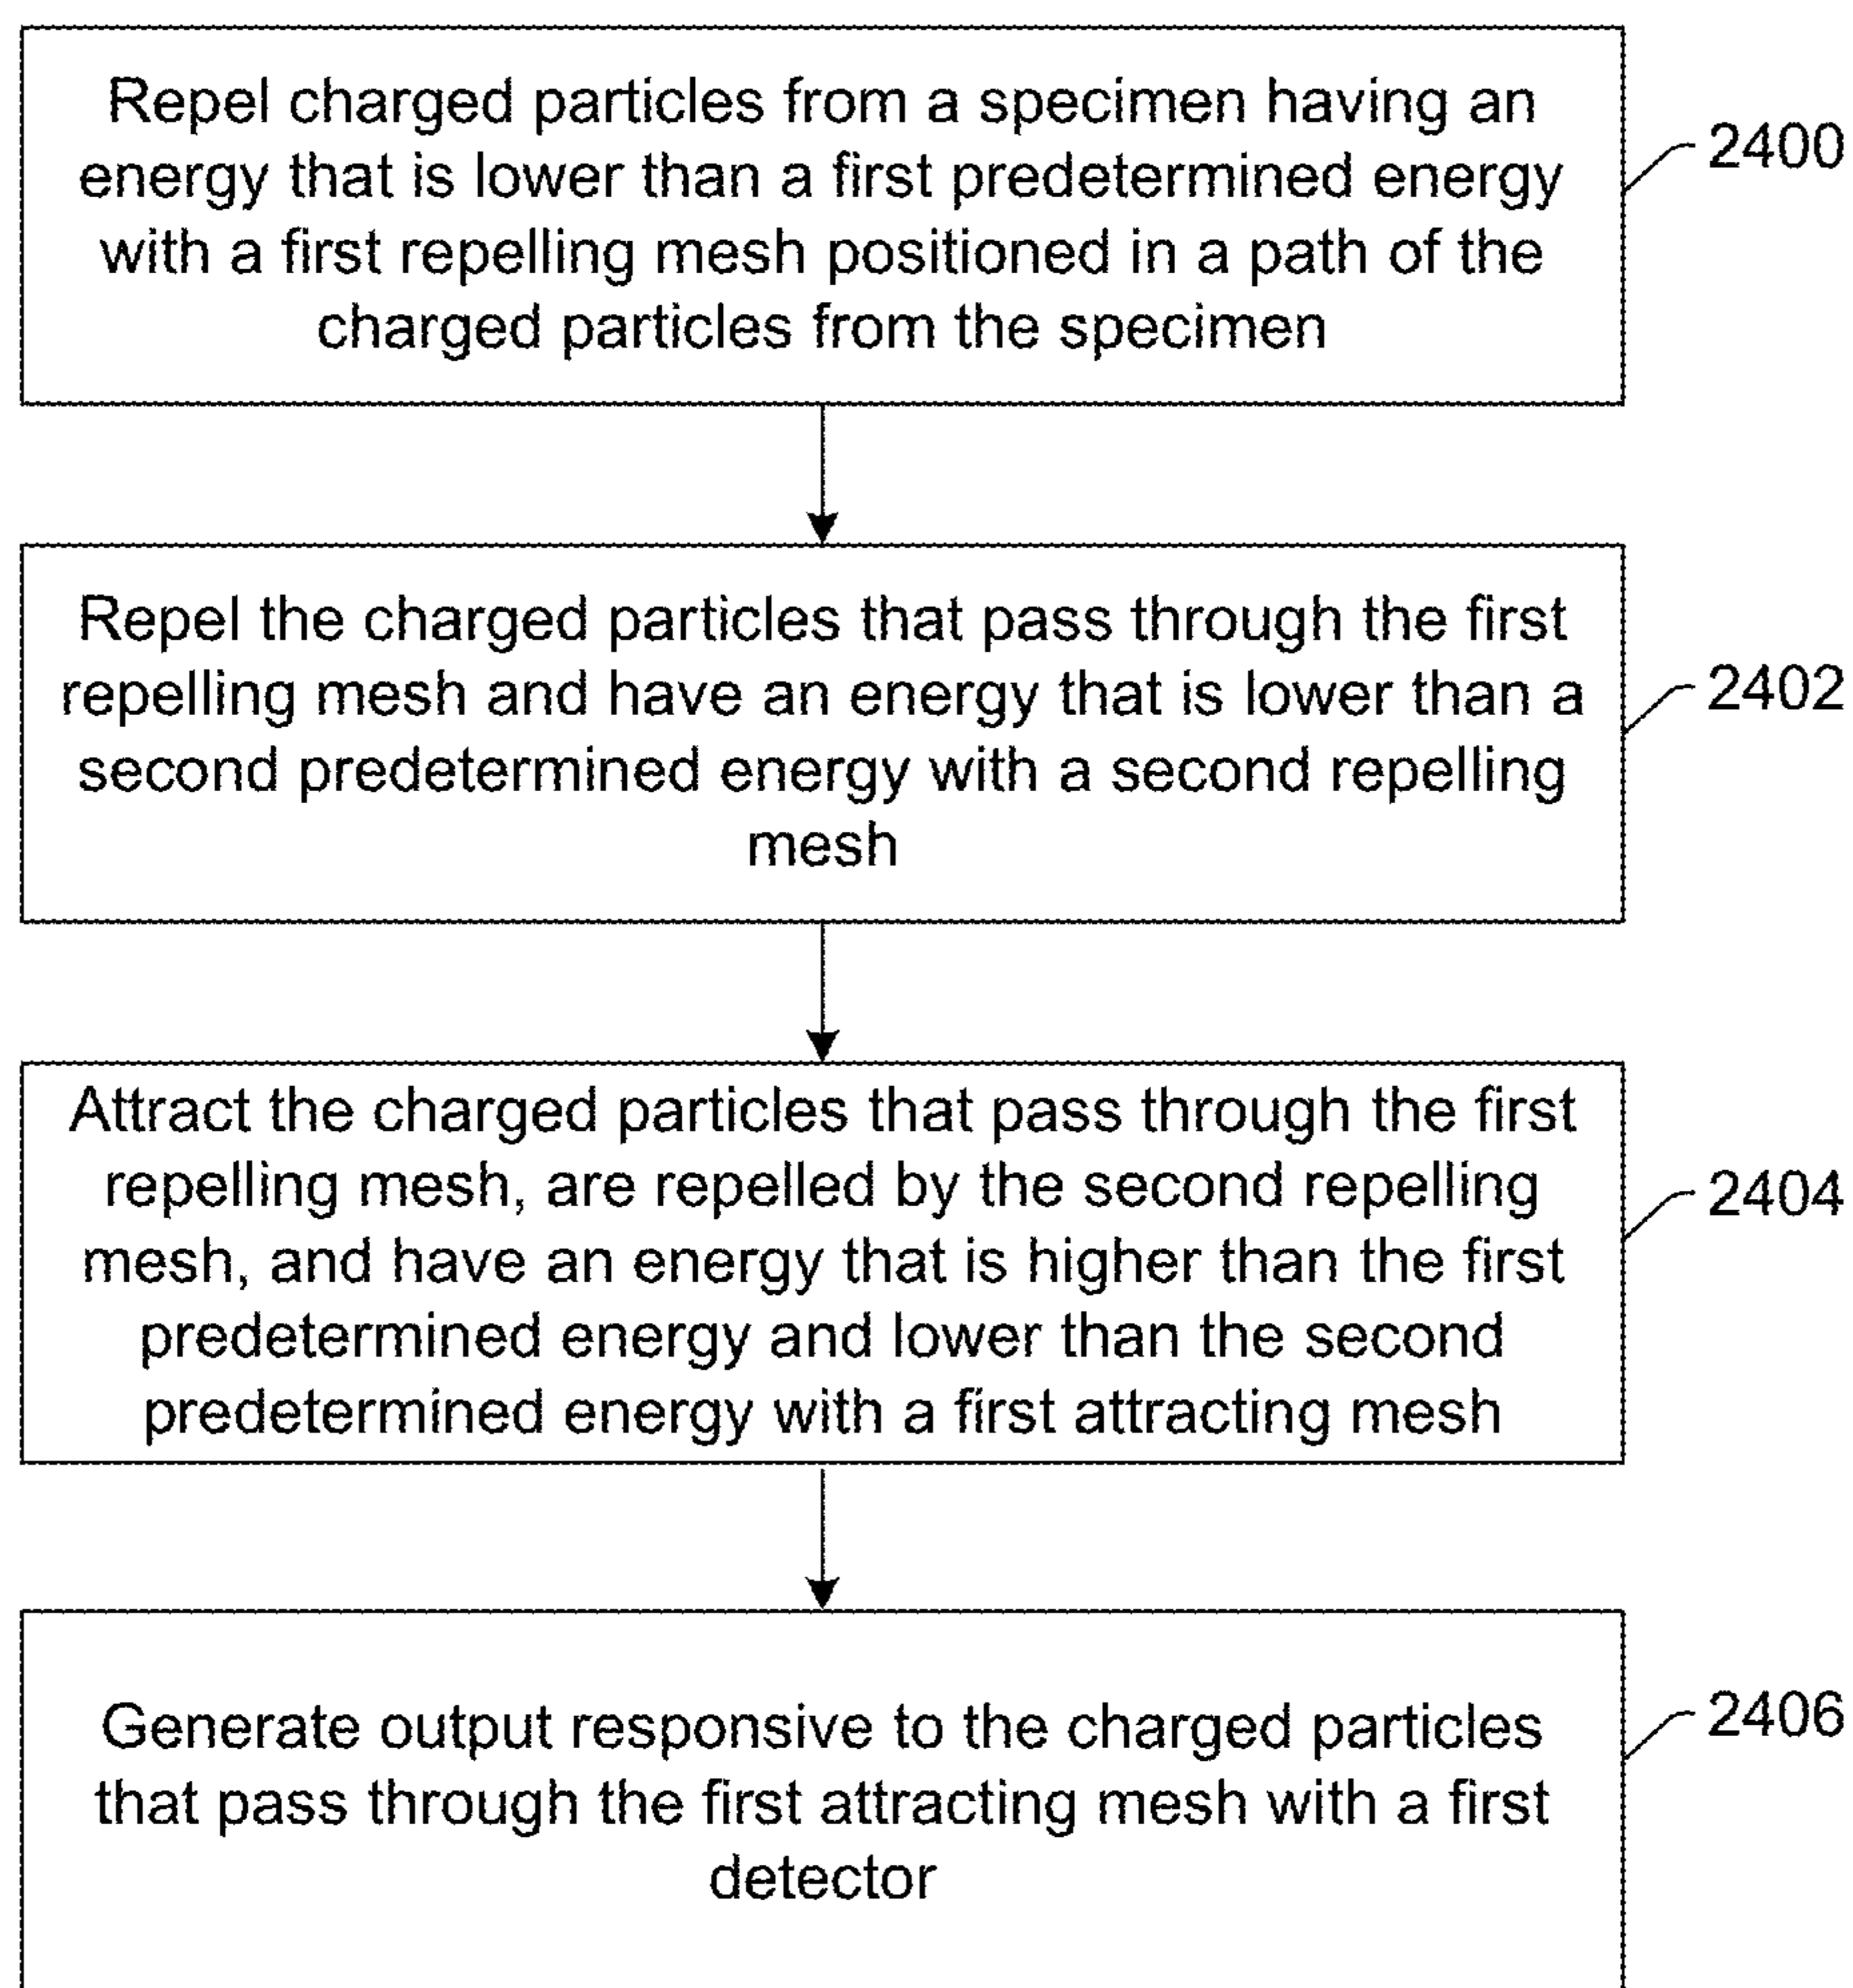 Repel charged particles from a specimen having an
energy that is lower than a first predetermined energy
with a first repelling mesh positioned in a path of the
charged particles from the specimen
2400
Repel the charged particles that pass through the first
repelling mesh and have an energy that is lower than a
second predetermined energy with a second repelling
mesh
2402
Attract the charged particles that pass through the first
repelling mesh, are repelled by the second repelling
mesh, and have an energy that is higher than the first
predetermined energy and lower than the second
predetermined energy with a first attracting mesh
2404
Generate output responsive to the charged particles
that pass through the first attracting mesh with a first
detector
2406